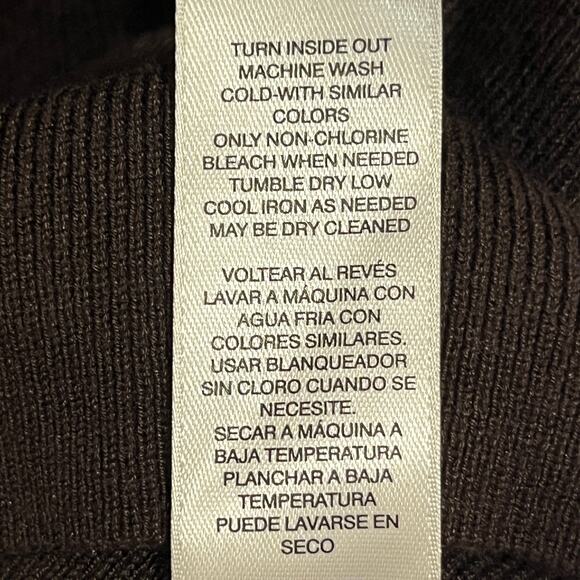 TURN INSIDE OUT
MACHINE WASH
COLD-WITH SIMILAR
COLORS
ONLY NON-CHLORINE
BLEACH WHEN NEEDED
TUMBLE DRY LOW
COOL IRON AS NEEDED
MAY BE DRY CLEANED
VOLTEAR AL REVÉS
LAVAR A MÁQUINA CON
AGUA FRIA CON
COLORES SIMILARES.
USAR BLANQUEADOR
SIN CLORO CUANDO SE
NECESITE.
SECAR A MÁQUINA A
BAJA TEMPERATURA
PLANCHAR A BAJA
TEMPERATURA
PUEDE LAVARSE EN
SECO